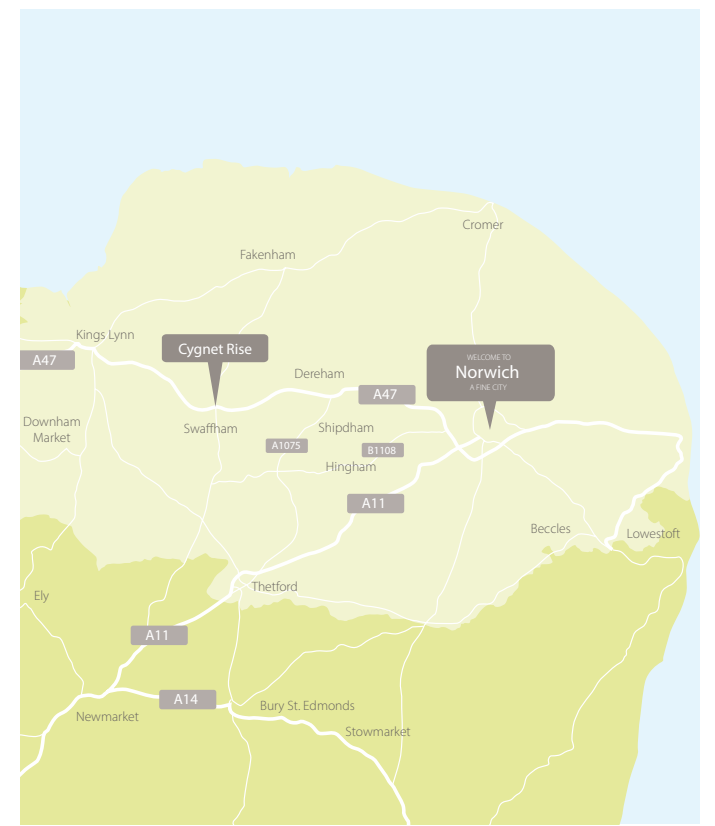 Cromer
Fakenham
Kings Lynn
Cygnet Rise
WELCOME TO
Norwich
A FINE CITY
A47
Dereham
A47
Downham
Market
Swaffham
Shipdham
A1075
B1108
Hingham
A11
Beccles
Lowestoft
Thetford
Ely
A11
A14
Bury St. Edmonds
Newmarket
Stowmarket